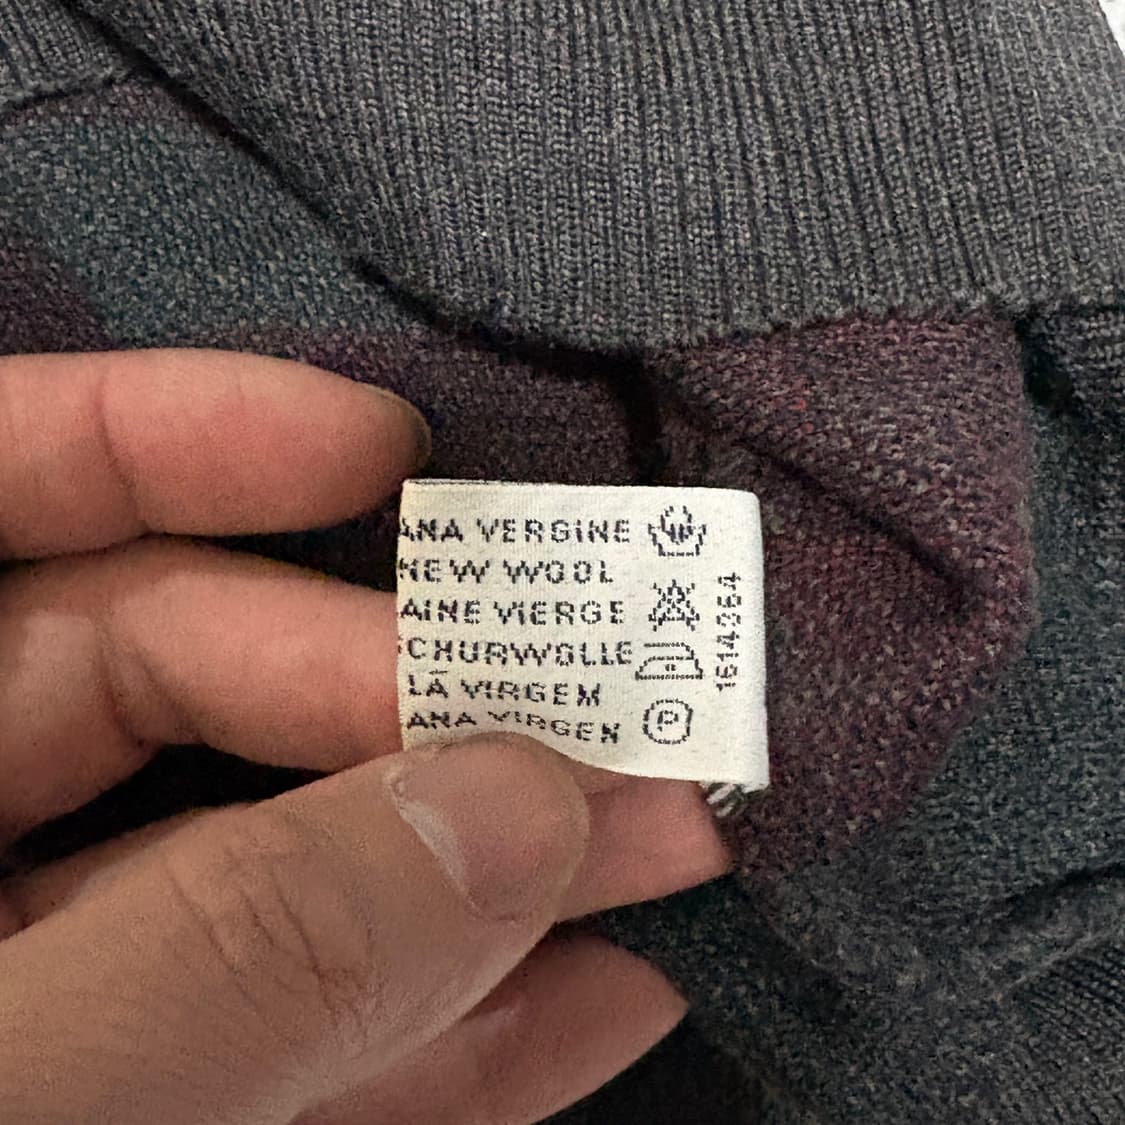 ANA VERGINE
NEW WOOL
AINE VIERGE
CHURWOLLE
LÃ VIRGEM
ANA VIRGEN
P
1614364